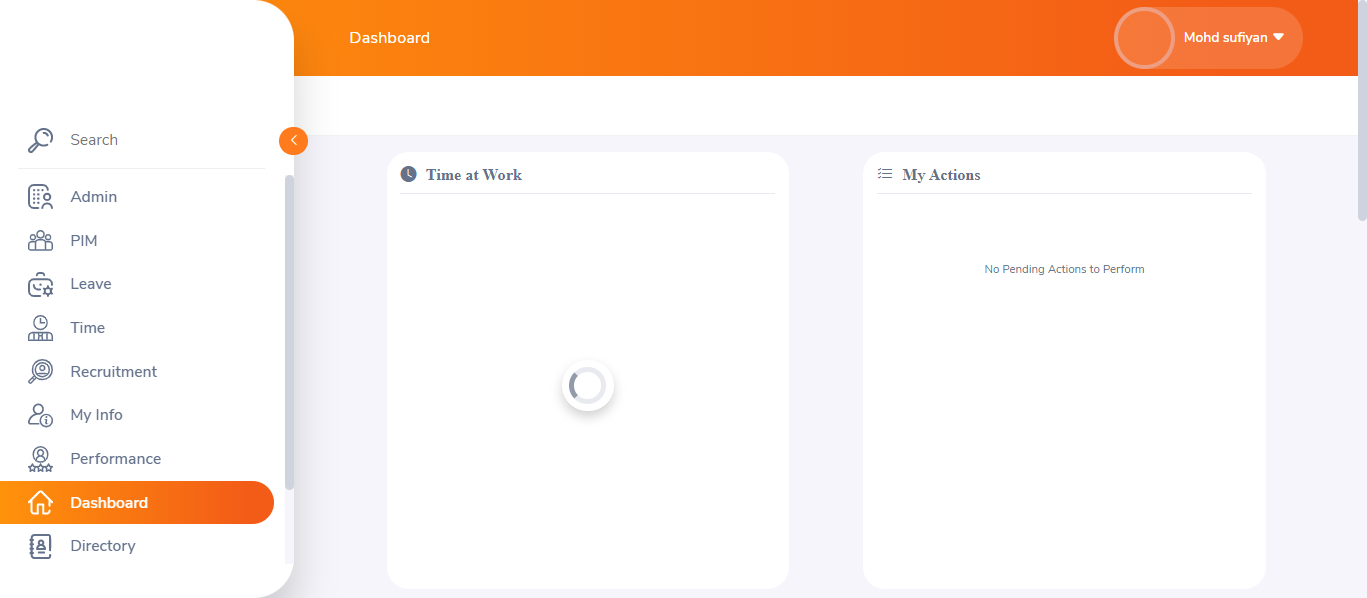 Dashboard
Mohd sufiyan
Search
Admin
PIM
Leave
Time
Recruitment
My Info
Performance
Dashboard
Directory
Time at Work
My Actions
No Pending Actions to Perform